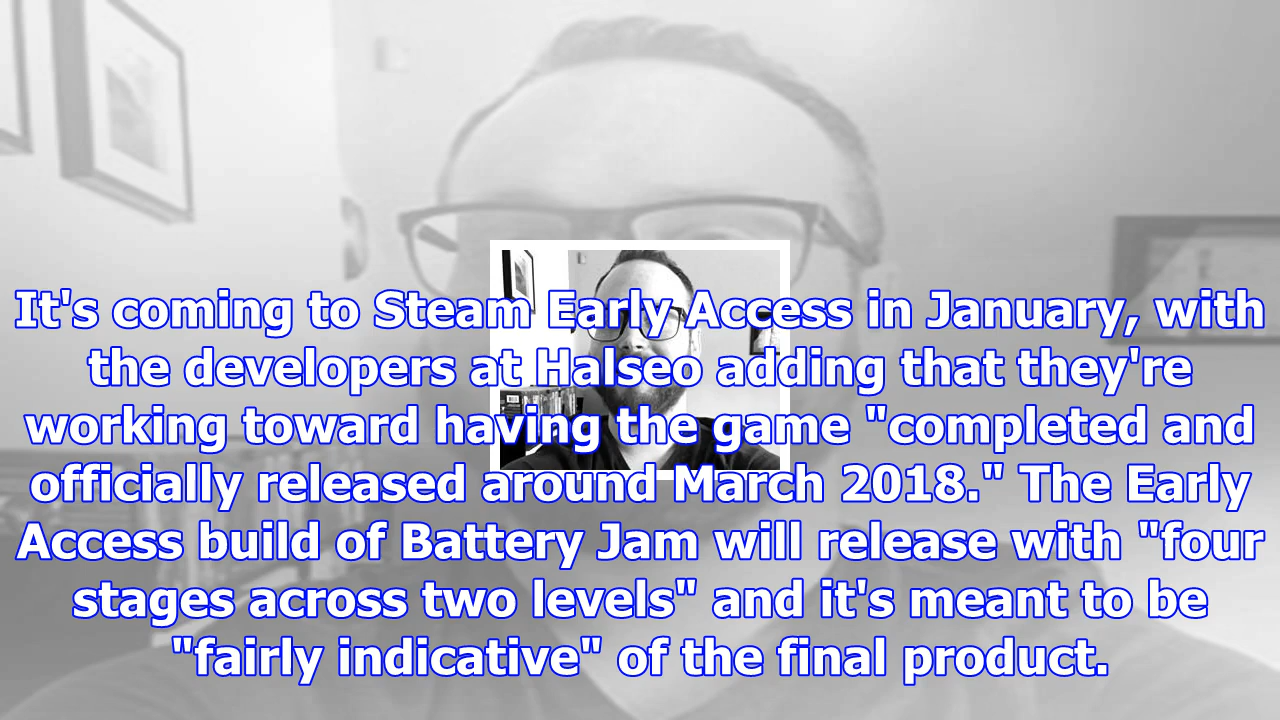 It's coming to Steam Early Access in January, with
the developers at Halseo adding that they're
working toward having the game "completed and
officially released around March 2018." The Early
Access build of Battery Jam will release with "four
stages across two levels" and it's meant to be
"fairly indicative" of the final product.